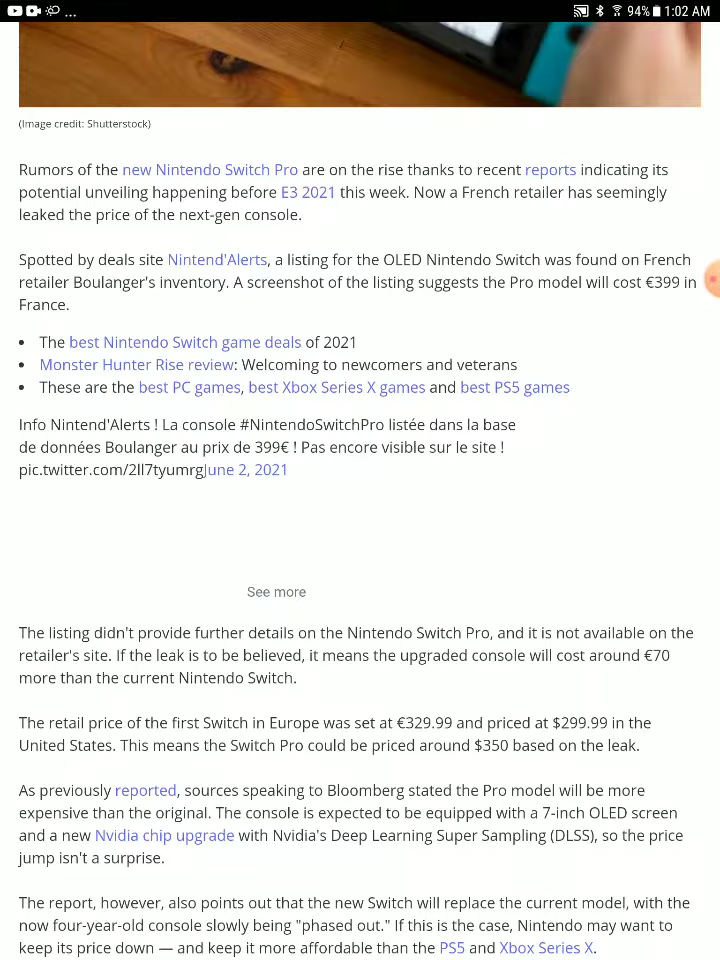 ... 94% 1:02 AM
(Image credit: Shutterstock)
Rumors of the new Nintendo Switch Pro are on the rise thanks to recent reports indicating its
potential unveiling happening before E3 2021 this week. Now a French retailer has seemingly
leaked the price of the next-gen console.
Spotted by deals site Nintend'Alerts, a listing for the OLED Nintendo Switch was found on French
retailer Boulanger's inventory. A screenshot of the listing suggests the Pro model will cost €399 in
France.
• The best Nintendo Switch game deals of 2021
• Monster Hunter Rise review: Welcoming to newcomers and veterans
• These are the best PC games, best Xbox Series X games and best PS5 games
Info Nintend'Alerts ! La console #NintendoSwitchPro listée dans la base
de données Boulanger au prix de 399€ ! Pas encore visible sur le site !
pic.twitter.com/2ll7tyumrgJune 2, 2021
See more
The listing didn't provide further details on the Nintendo Switch Pro, and it is not available on the
retailer's site. If the leak is to be believed, it means the upgraded console will cost around €70
more than the current Nintendo Switch.
The retail price of the first Switch in Europe was set at €329.99 and priced at $299.99 in the
United States. This means the Switch Pro could be priced around $350 based on the leak.
As previously reported, sources speaking to Bloomberg stated the Pro model will be more
expensive than the original. The console is expected to be equipped with a 7-inch OLED screen
and a new Nvidia chip upgrade with Nvidia's Deep Learning Super Sampling (DLSS), so the price
jump isn't a surprise.
The report, however, also points out that the new Switch will replace the current model, with the
now four-year-old console slowly being "phased out." If this is the case, Nintendo may want to
keep its price down — and keep it more affordable than the PS5 and Xbox Series X.